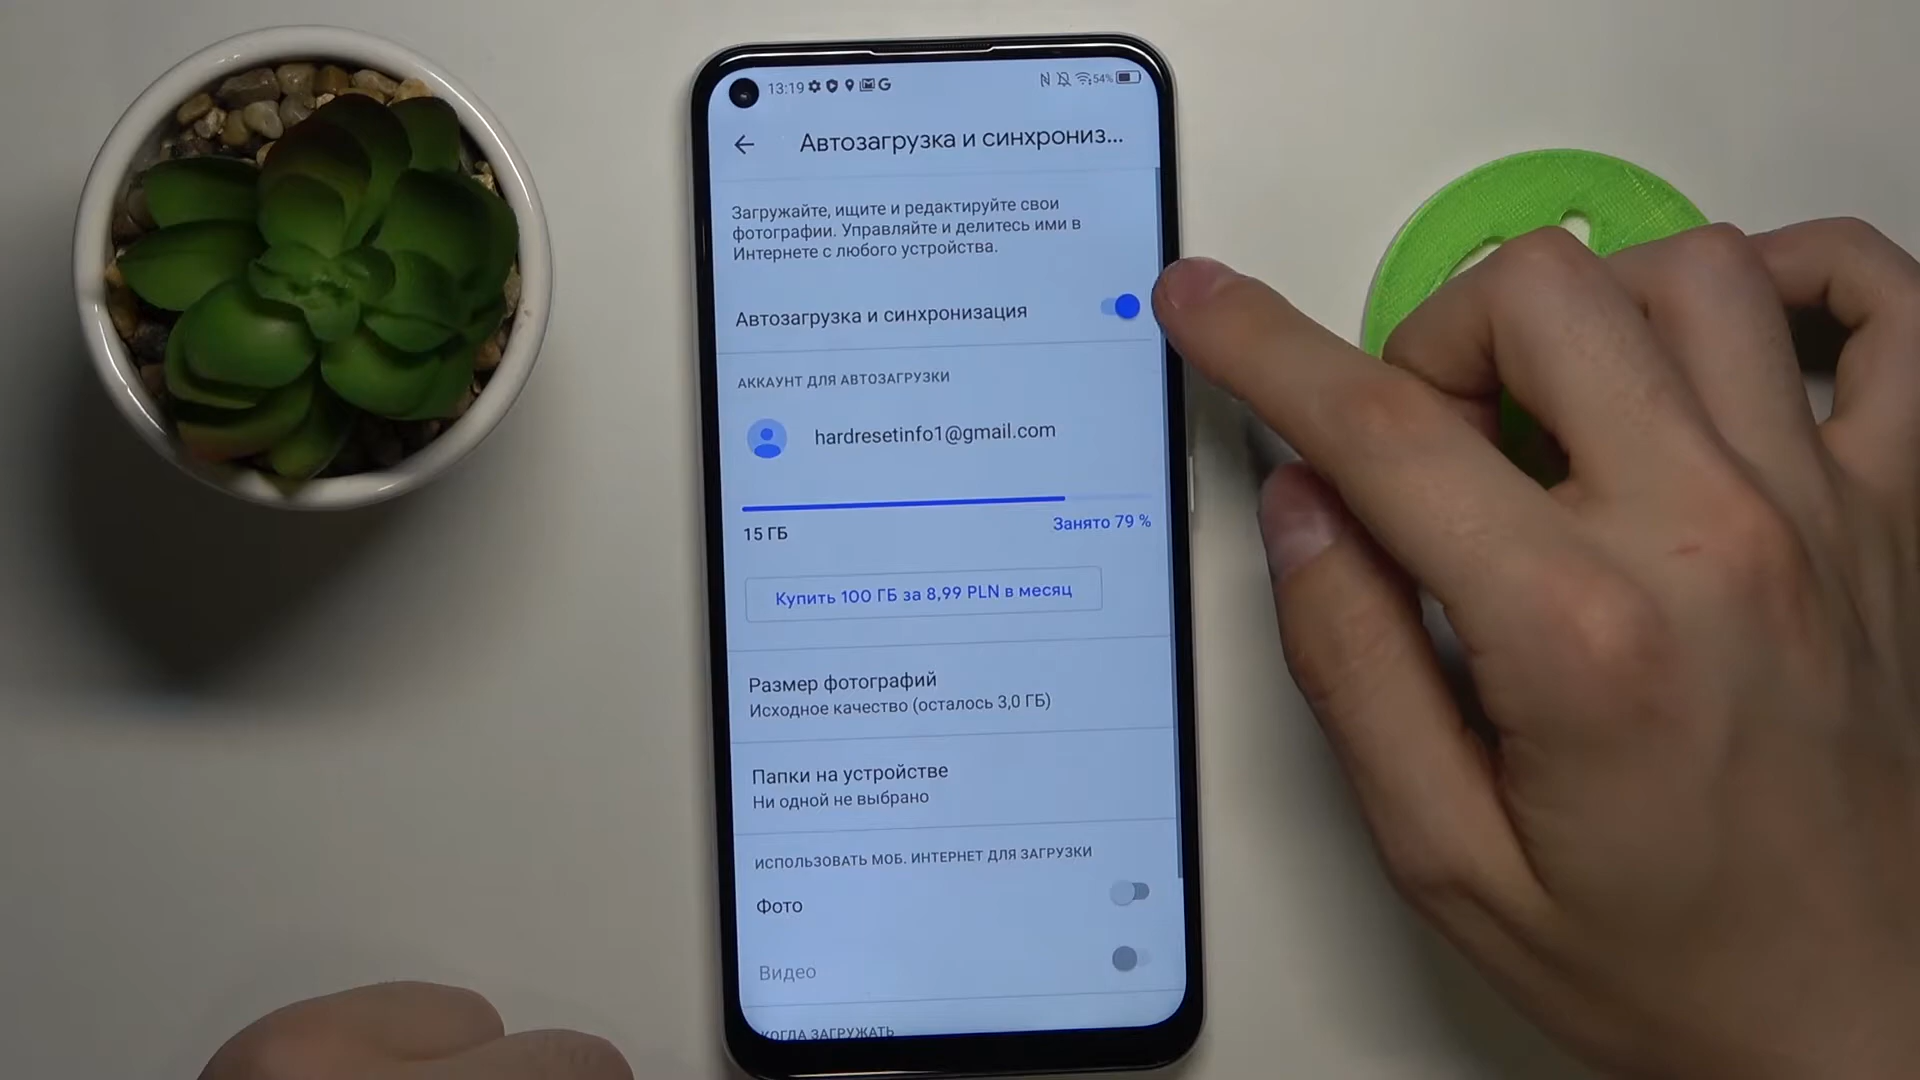 13:19
54%
Автозагрузка и синхрониз...
Загружайте, ищите и редактируйте свои
фотографии. Управляйте и делитесь ими в
Интернете с любого устройства.
Автозагрузка и синхронизация
АККАУНТ ДЛЯ АВТОЗАГРУЗКИ
hardresetinfo1@gmail.com
15 ГБ
Занято 79 %
Купить 100 ГБ за 8,99 PLN в месяц
Размер фотографий
Исходное качество (осталось 3,0 ГБ)
Папки на устройстве
Ни одной не выбрано
ИСПОЛЬЗОВАТЬ МОБ. ИНТЕРНЕТ ДЛЯ ЗАГРУЗКИ
Фото
Видео
КОГДА ЗАГРУЖАТЬ